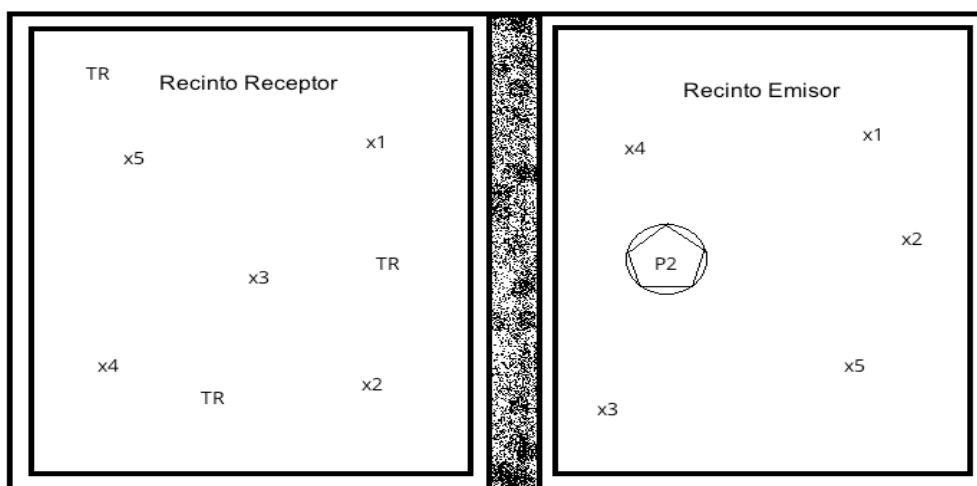 TR
Recinto Receptor
x1
x5
x3
TR
x4
TR
x2
Recinto Emisor
x4
x1
x2
P2
x5
x3